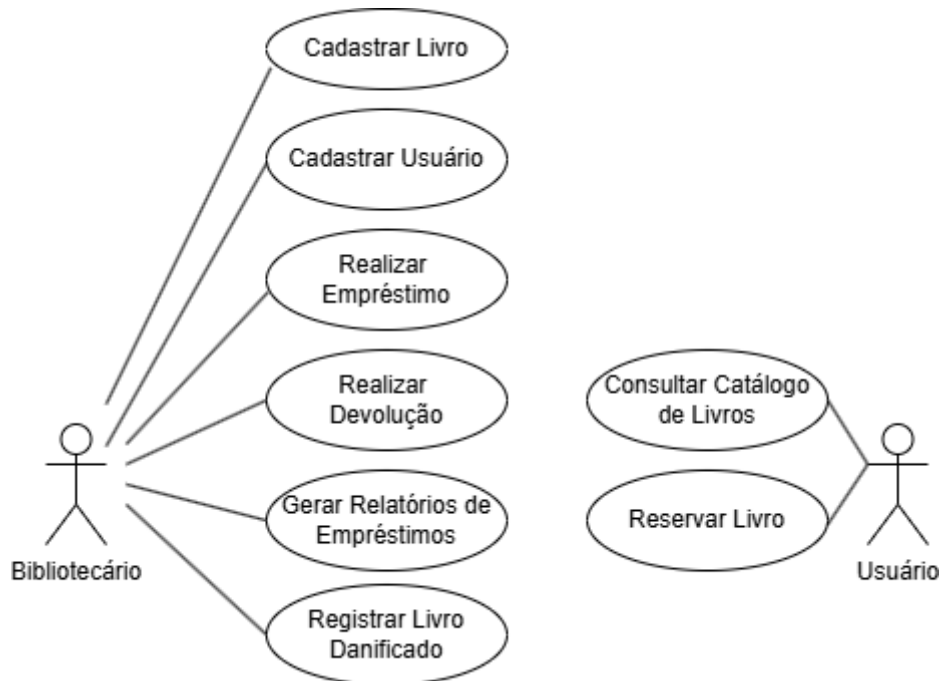 Cadastrar Livro
Cadastrar Usuário
Realizar
Empréstimo
Realizar
Devolução
Gerar Relatórios de
Empréstimos
Registrar Livro
Danificado
Bibliotecário
Consultar Catálogo
de Livros
Reservar Livro
Usuário